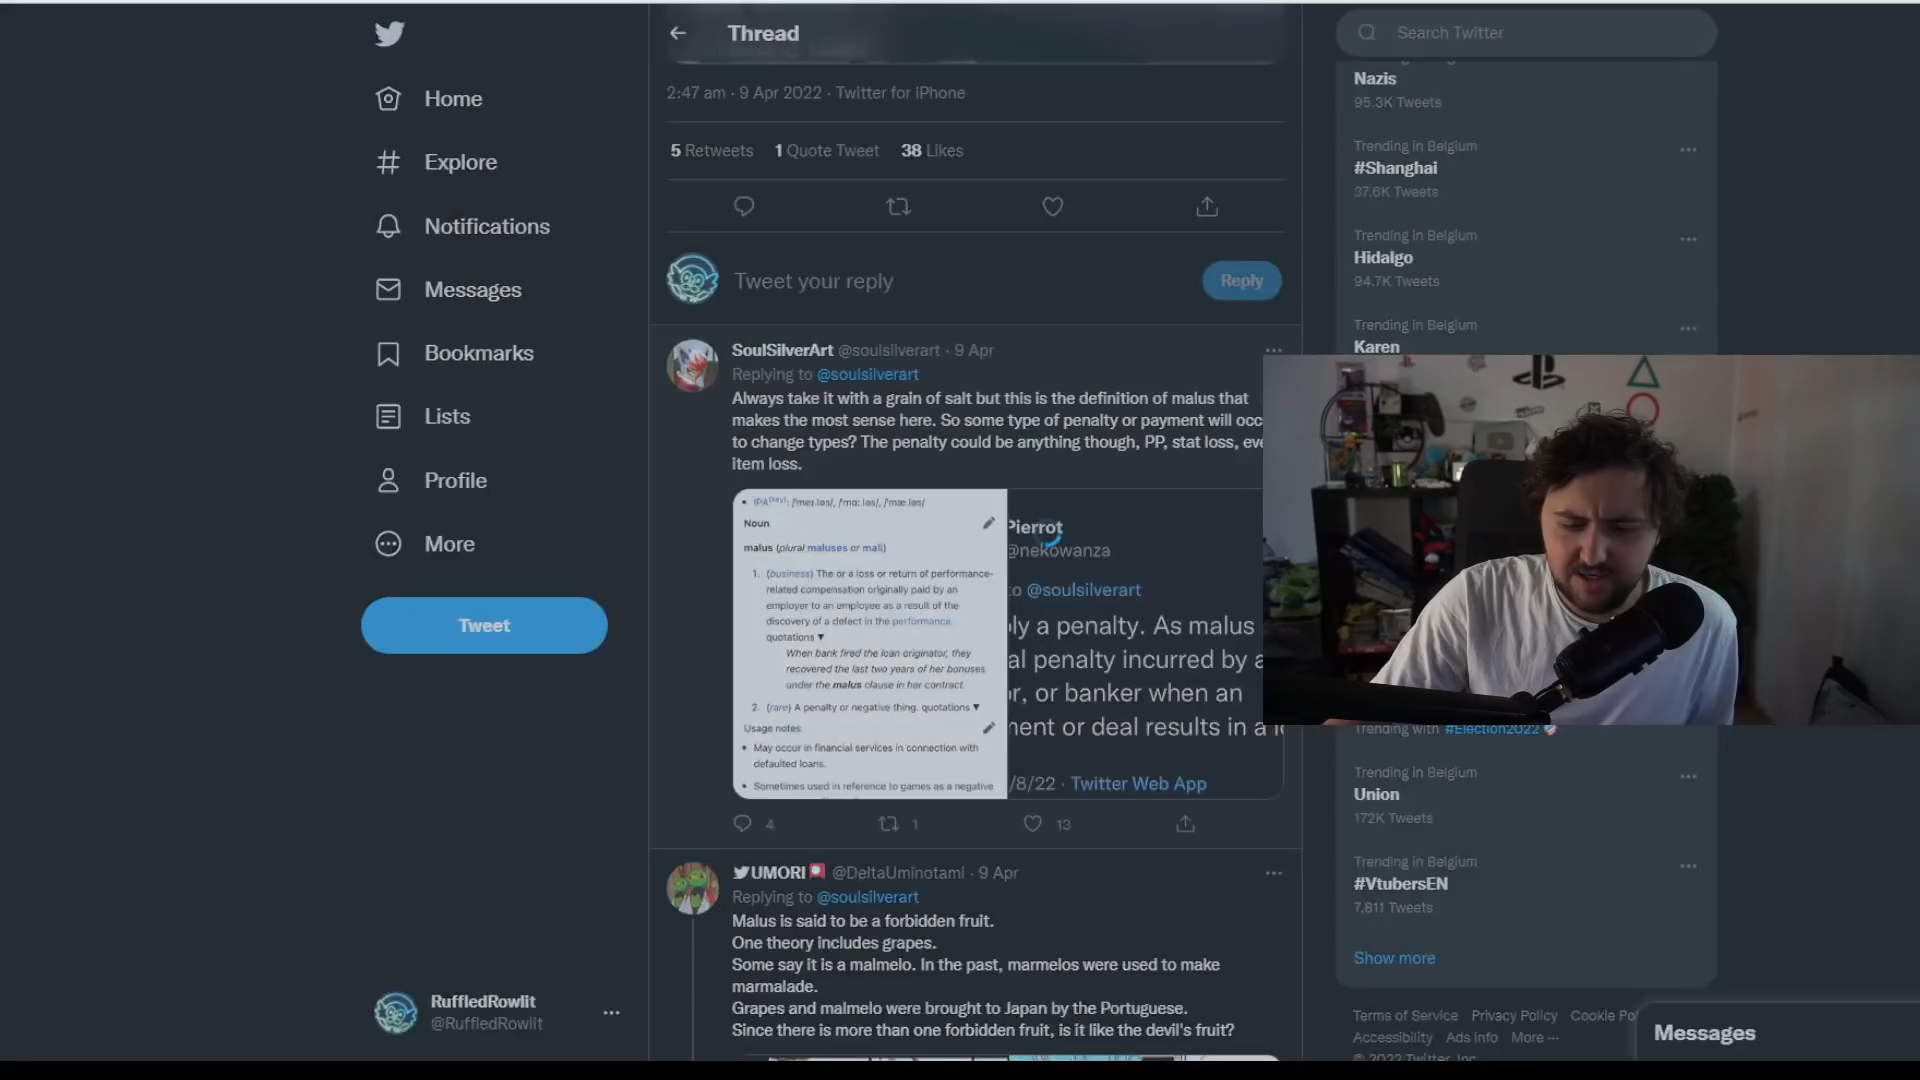 Home
Explore
Notifications
Messages
Bookmarks
Lists
Profile
More
Tweet
RuffledRowlit
@RuffledRowlit
Thread
2:47 am · 9 Apr 2022 · Twitter for iPhone
5 Retweets 1 Quote Tweet 38 Likes
Tweet your reply
Reply
SoulSilverArt @soulsilverart · 9 Apr
Replying to @soulsilverart
Always take it with a grain of salt but this is the definition of malus that
makes the most sense here. So some type of penalty or payment will occ
to change types? The penalty could be anything though, PP, stat loss, eve
item loss.
IPA(key): /ˈmeɪ.ləs/, /ˈmɑː.ləs/, /ˈmæ.ləs/
Noun
malus (plural maluses or mali)
1. (business) The or a loss or return of performance-
related compensation originally paid by an
employer to an employee as a result of the
discovery of a defect in the performance.
quotations ▼
When bank fired the loan originator, they
recovered the last two years of her bonuses
under the malus clause in her contract.
2. (rare) A penalty or negative thing. quotations ▼
Usage notes
• May occur in financial services in connection with
defaulted loans.
• Sometimes used in reference to games as a negative
Pierrot
@nekowanza
to @soulsilverart
ly a penalty. As malus
al penalty incurred by a
or, or banker when an
ment or deal results in a lo
/8/22 · Twitter Web App
4 1 13
UMORI @DeltaUminotami · 9 Apr
Replying to @soulsilverart
Malus is said to be a forbidden fruit.
One theory includes grapes.
Some say it is a malmelo. In the past, marmelos were used to make
marmalade.
Grapes and malmelo were brought to Japan by the Portuguese.
Since there is more than one forbidden fruit, is it like the devil's fruit?
Search Twitter
Nazis
95.3K Tweets
Trending in Belgium
#Shanghai
37.6K Tweets
Trending in Belgium
Hidalgo
94.7K Tweets
Trending in Belgium
Karen
Trending with #Election2022
Trending in Belgium
Union
172K Tweets
Trending in Belgium
#VtubersEN
7,811 Tweets
Show more
Terms of Service Privacy Policy Cookie Po
Accessibility Ads info More ···
© 2022 Twitter, Inc.
Messages